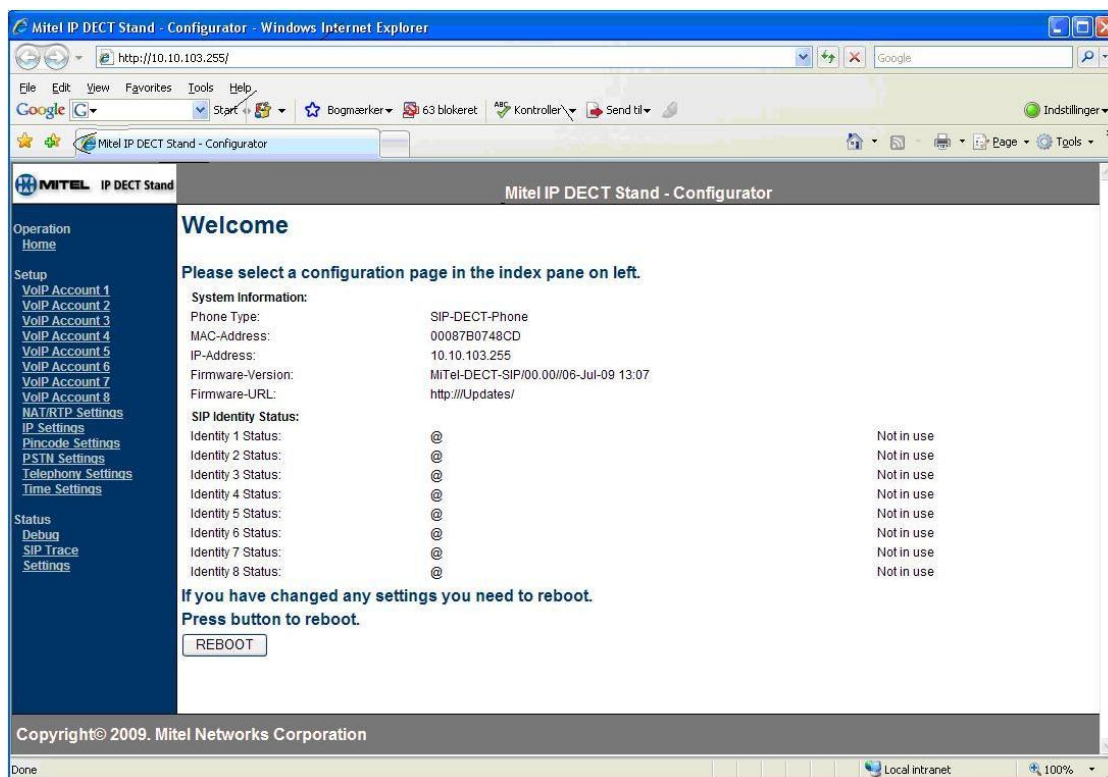 Mitel IP DECT Stand - Configurator - Windows Internet Explorer
http://10.10.103.255/
Google
File Edit View Favorites Tools Help
Google G Start Bogmærker 63 blokeret ABC Kontroller Send til Indstillinger
Mitel IP DECT Stand - Configurator Page Tools
MITEL IP DECT Stand
Mitel IP DECT Stand - Configurator
Operation
Home
Setup
VoIP Account 1
VoIP Account 2
VoIP Account 3
VoIP Account 4
VoIP Account 5
VoIP Account 6
VoIP Account 7
VoIP Account 8
NAT/RTP Settings
IP Settings
Pincode Settings
PSTN Settings
Telephony Settings
Time Settings
Status
Debug
SIP Trace
Settings
Welcome
Please select a configuration page in the index pane on left.
System Information:
Phone Type: SIP-DECT-Phone
MAC-Address: 00087B0748CD
IP-Address: 10.10.103.255
Firmware-Version: MiTel-DECT-SIP/00.00//06-Jul-09 13:07
Firmware-URL: http:///Updates/
SIP Identity Status:
Identity 1 Status: @ Not in use
Identity 2 Status: @ Not in use
Identity 3 Status: @ Not in use
Identity 4 Status: @ Not in use
Identity 5 Status: @ Not in use
Identity 6 Status: @ Not in use
Identity 7 Status: @ Not in use
Identity 8 Status: @ Not in use
If you have changed any settings you need to reboot.
Press button to reboot.
REBOOT
Copyright© 2009. Mitel Networks Corporation
Done Local intranet 100%